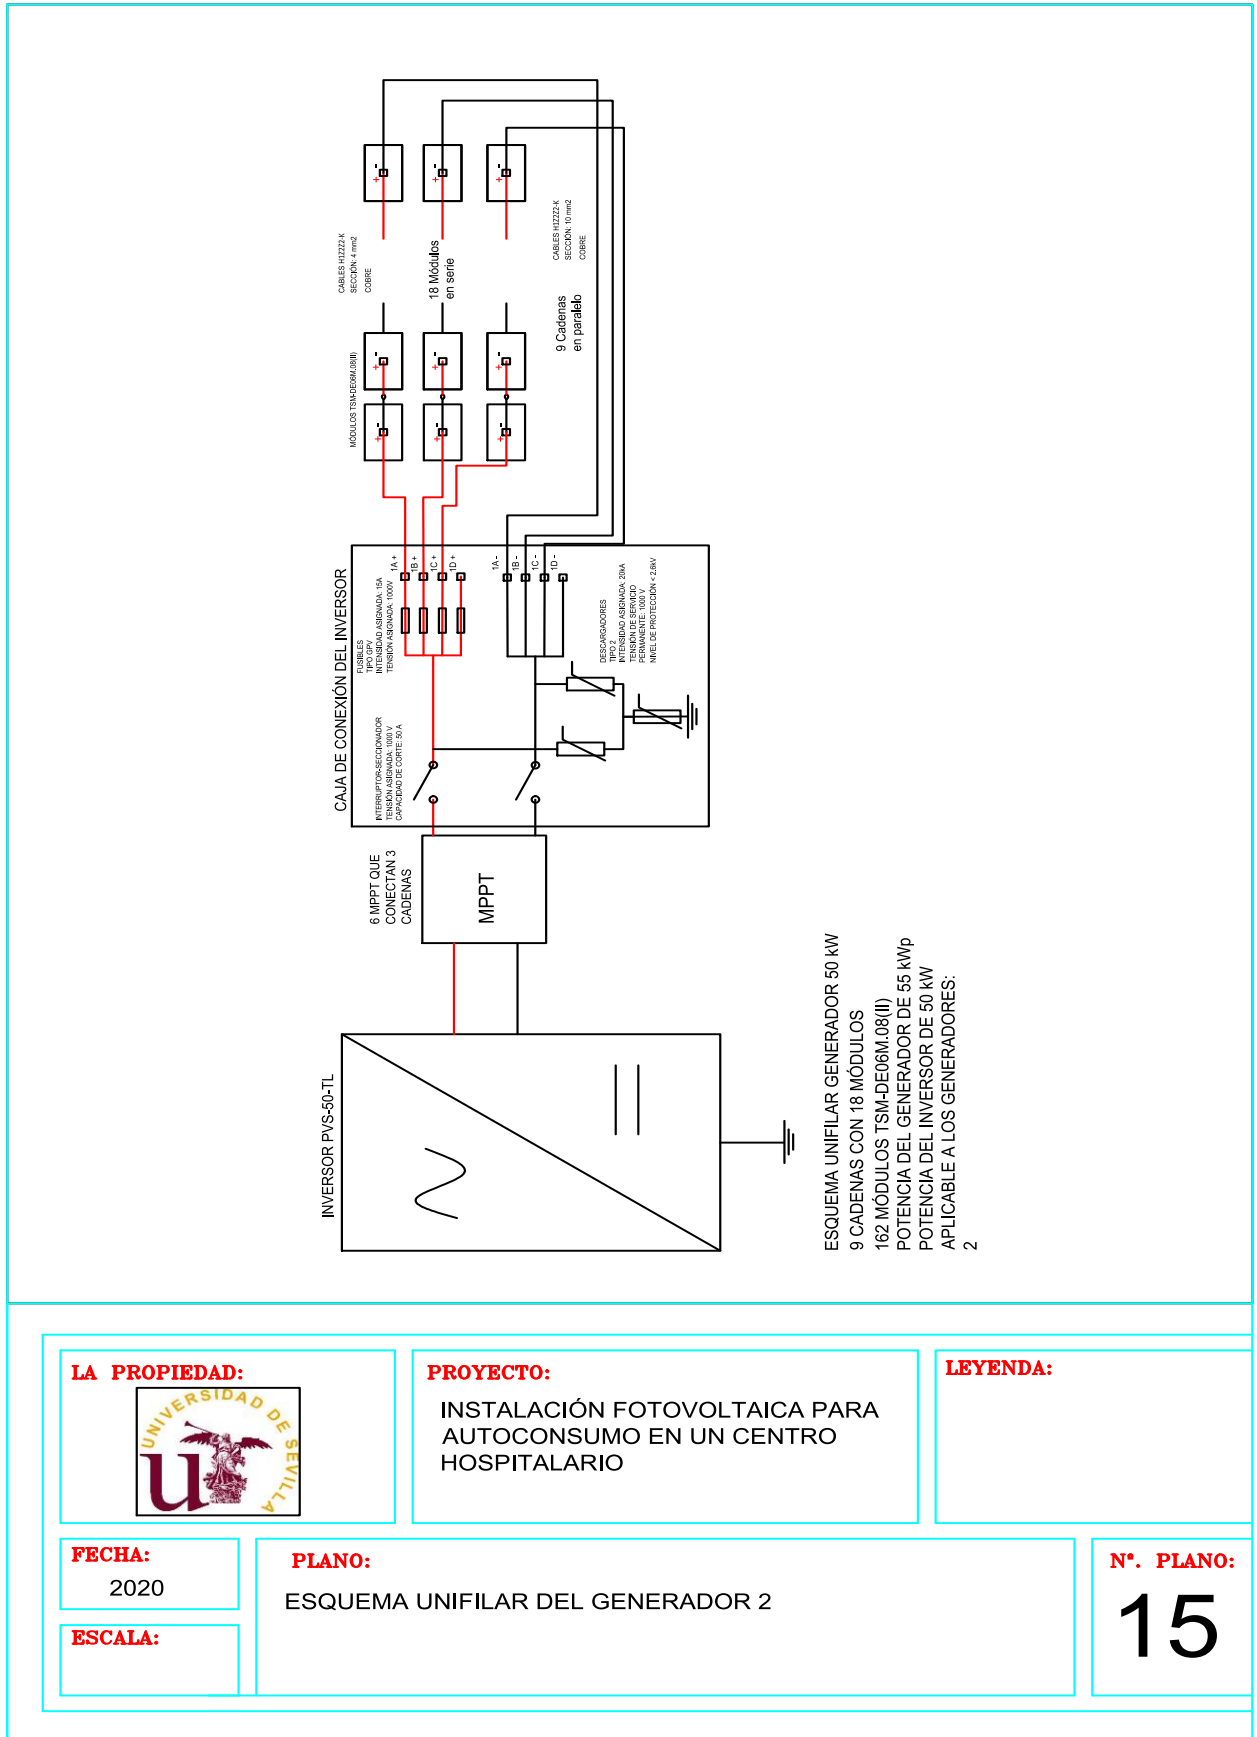 CABLES H1Z2Z2-K
SECCIÓN: 4 mm2
COBRE
18 Módulos
en serie
CABLES H1Z2Z2-K
SECCIÓN: 10 mm2
COBRE
9 Cadenas
en paralelo
MÓDULOS TSM-DE06M.08(II)
+ -
+ -
+ -
+ -
+ -
+ -
+ -
+ -
+ -
CAJA DE CONEXIÓN DEL INVERSOR
FUSIBLES
TIPO GPV
INTENSIDAD ASIGNADA: 15A
TENSIÓN ASIGNADA: 1000V
1A +
1B +
1C +
1D +
1A -
1B -
1C -
1D -
DESCARGADORES
TIPO 2
INTENSIDAD ASIGNADA: 20kA
TENSIÓN DE SERVICIO
PERMANENTE: 1000 V
NIVEL DE PROTECCIÓN < 2.6kV
INTERRUPTOR-SECCIONADOR
TENSIÓN ASIGNADA: 1000 V
CAPACIDAD DE CORTE: 50 A
6 MPPT QUE
CONECTAN 3
CADENAS
MPPT
INVERSOR PVS-50-TL
ESQUEMA UNIFILAR GENERADOR 50 kW
9 CADENAS CON 18 MÓDULOS
162 MÓDULOS TSM-DE06M.08(II)
POTENCIA DEL GENERADOR DE 55 kWp
POTENCIA DEL INVERSOR DE 50 kW
APLICABLE A LOS GENERADORES:
2
LA PROPIEDAD:
UNIVERSIDAD DE SEVILLA
U
PROYECTO:
INSTALACIÓN FOTOVOLTAICA PARA
AUTOCONSUMO EN UN CENTRO
HOSPITALARIO
LEYENDA:
FECHA:
2020
ESCALA:
PLANO:
ESQUEMA UNIFILAR DEL GENERADOR 2
Nº. PLANO:
15